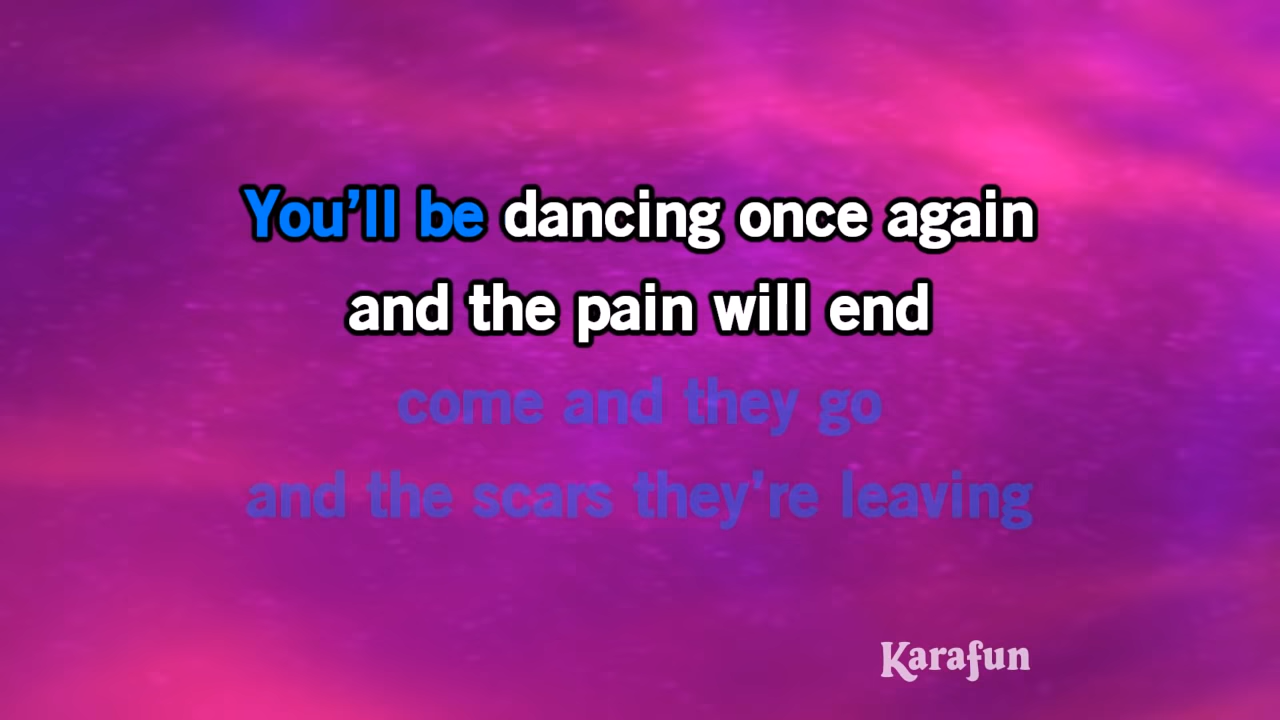 You’ll be dancing once again
and the pain will end
come and they go
and the scars they're leaving
Karafun